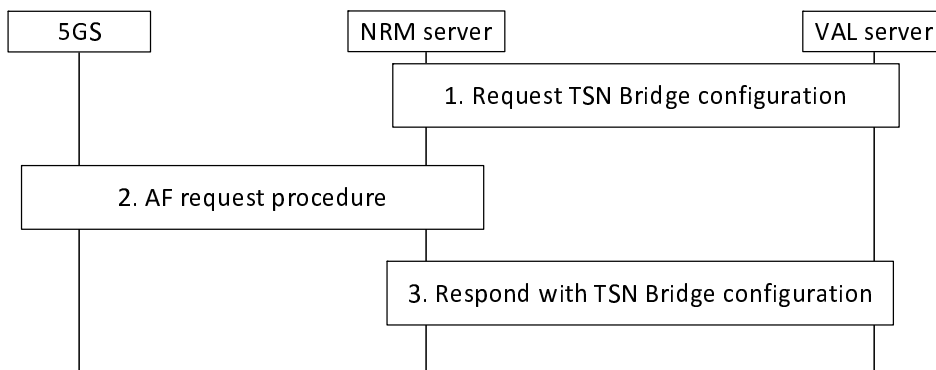 5GS
NRM server
VAL server
1. Request TSN Bridge configuration
2. AF request procedure
3. Respond with TSN Bridge configuration